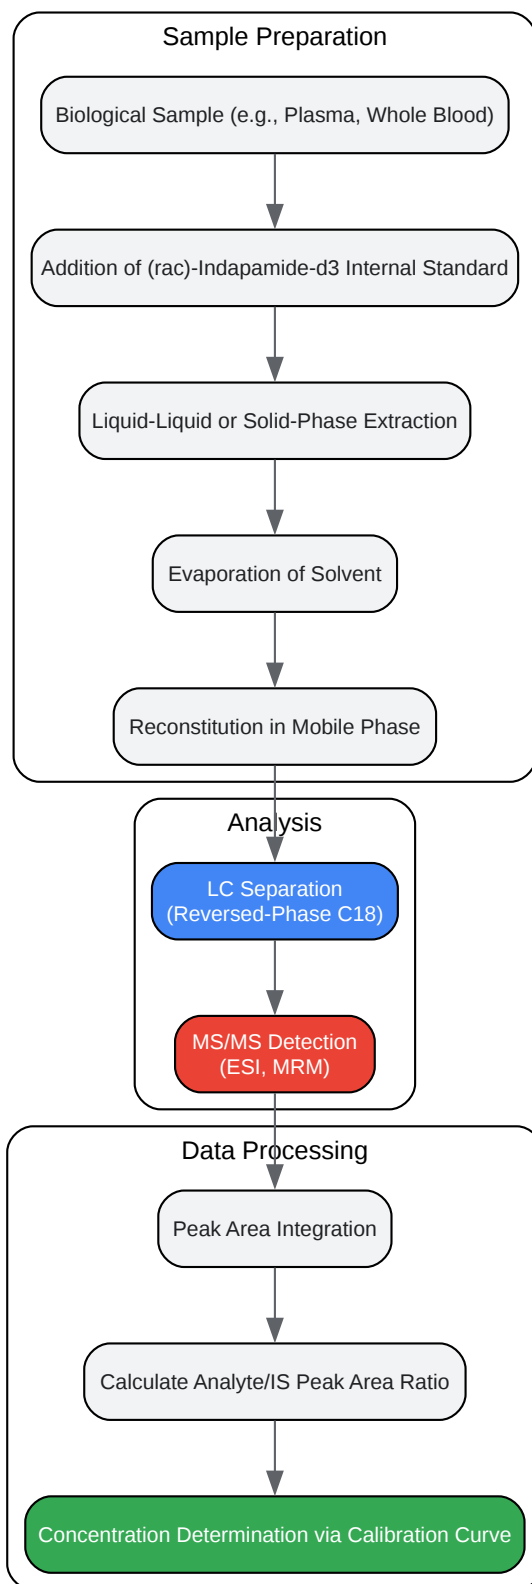 Sample Preparation
Biological Sample (e.g., Plasma, Whole Blood)
Addition of (rac)-Indapamide-d3 Internal Standard
Liquid-Liquid or Solid-Phase Extraction
Evaporation of Solvent
Reconstitution in Mobile Phase
Analysis
LC Separation
(Reversed-Phase C18)
MS/MS Detection
(ESI, MRM)
Data Processing
Peak Area Integration
Calculate Analyte/IS Peak Area Ratio
Concentration Determination via Calibration Curve